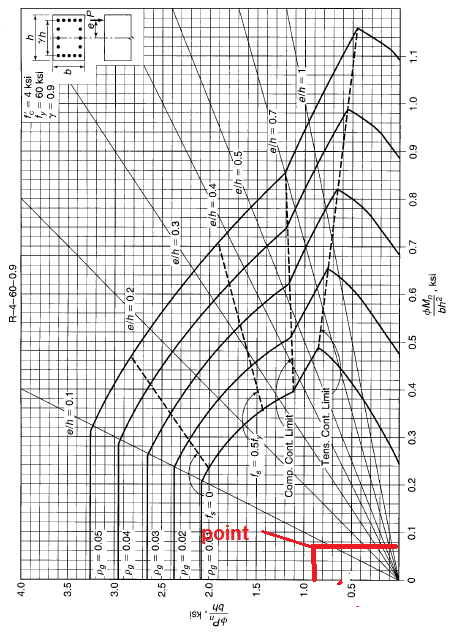 R–4–60–0.9
h
γh
b
e
P
f′c = 4 ksi
fy = 60 ksi
γ = 0.9
e/h = 0.1
e/h = 0.2
e/h = 0.3
e/h = 0.4
e/h = 0.5
e/h = 0.7
e/h = 1
ρg = 0.05
ρg = 0.04
ρg = 0.03
ρg = 0.02
ρg = 0.0
fs = 0
fs = 0.5fy
Comp. Cont. Limit
Tens. Cont. Limit
point
4.0
3.5
3.0
2.5
2.0
1.5
1.0
0.5
0
ϕPn/bh , ksi
0
0.1
0.2
0.3
0.4
0.5
0.6
0.7
0.8
0.9
1.0
1.1
ϕMn/bh² , ksi